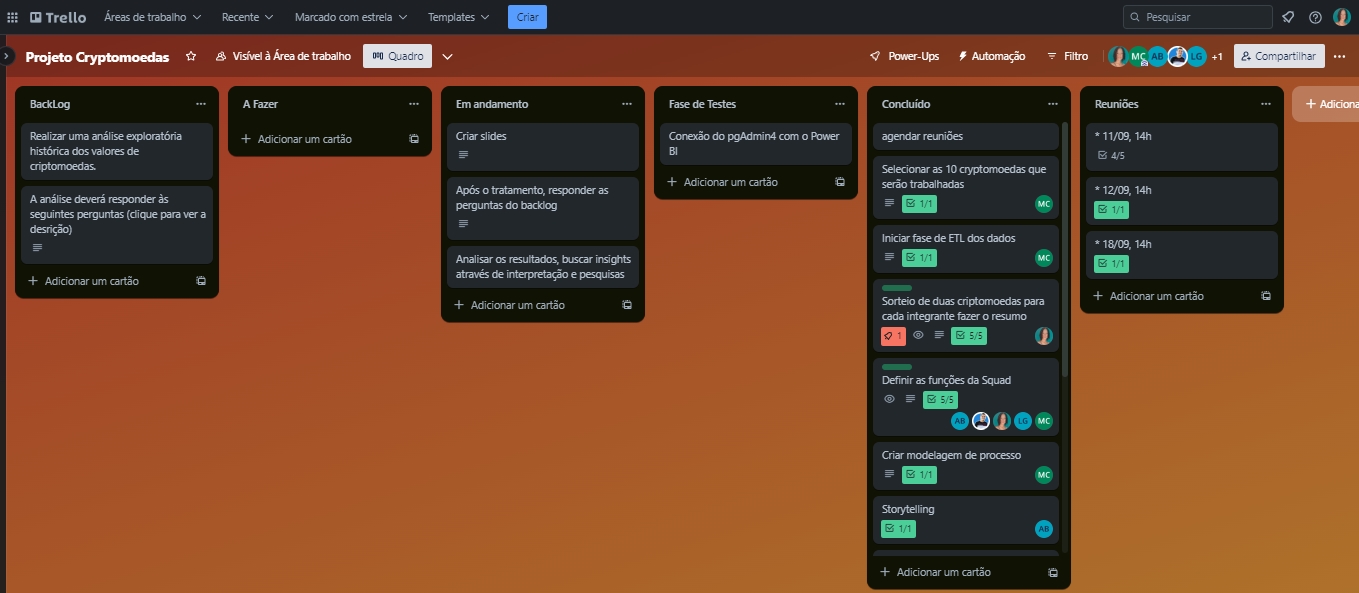 Trello Áreas de trabalho Recente Marcado com estrela Templates Criar Pesquisar
Projeto Cryptomoedas Visível à Área de trabalho Quadro Power-Ups Automação Filtro MC AB LG +1 Compartilhar
BackLog
Realizar uma análise exploratória
histórica dos valores de
criptomoedas.
A análise deverá responder às
seguintes perguntas (clique para ver a
desrição)
+ Adicionar um cartão
A Fazer
+ Adicionar um cartão
Em andamento
Criar slides
Após o tratamento, responder as
perguntas do backlog
Analisar os resultados, buscar insights
através de interpretação e pesquisas
+ Adicionar um cartão
Fase de Testes
Conexão do pgAdmin4 com o Power
BI
+ Adicionar um cartão
Concluído
agendar reuniões
Selecionar as 10 cryptomoedas que
serão trabalhadas
1/1 MC
Iniciar fase de ETL dos dados
1/1 MC
Sorteio de duas criptomoedas para
cada integrante fazer o resumo
1 5/5
Definir as funções da Squad
5/5
AB LG MC
Criar modelagem de processo
1/1 MC
Storytelling
1/1 AB
+ Adicionar um cartão
Reuniões
* 11/09, 14h
4/5
* 12/09, 14h
1/1
* 18/09, 14h
1/1
+ Adicionar um cartão
+ Adiciona